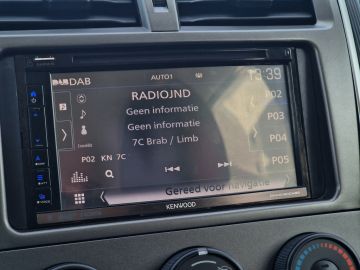 DAB DAB
AUTO1
13:39
RADIOJND
Geen informatie
Geen informatie
7C Brab / Limb
P02
P03
P04
P05
P02 KN 7C
Gereed voor navigatie
KENWOOD